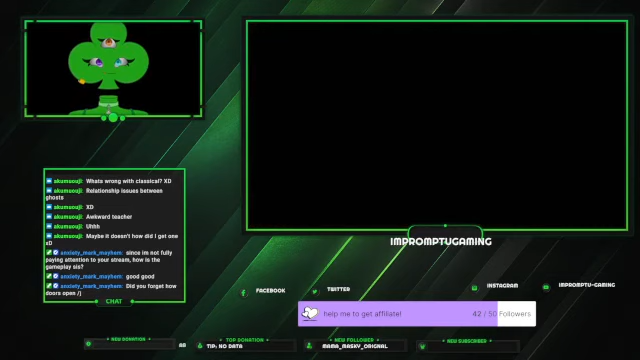 akumuouji: Whats wrong with classical? XD
akumuouji: Relationship issues between
ghosts
akumuouji: XD
akumuouji: Awkward teacher
akumuouji: Uhhh
akumuouji: Maybe it doesn't how did I get one
xD
anxiety_mark_mayhem: since im not fully
paying attention to your stream, how is the
gameplay sis?
anxiety_mark_mayhem: good good
anxiety_mark_mayhem: Did you forget how
doors open /j
CHAT
IMPROMPTUGAMING
FACEBOOK
TWITTER
INSTAGRAM
IMPROMPTU-GAMING
help me to get affiliate!
42 / 50 Followers
NEW DONATION
TOP DONATION
TIP: NO DATA
NEW FOLLOWER
MAMA_MASKY_ORIGINAL
NEW SUBSCRIBER